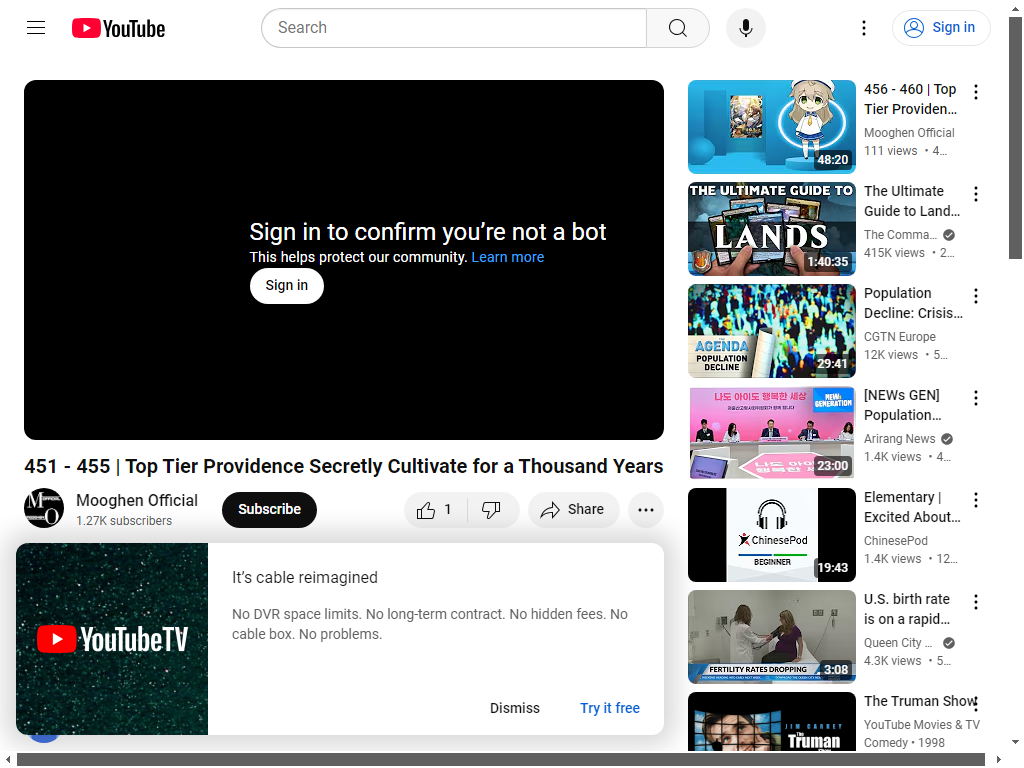 YouTube
Search
Sign in
Sign in to confirm you’re not a bot
This helps protect our community. Learn more
Sign in
451 - 455 | Top Tier Providence Secretly Cultivate for a Thousand Years
Mooghen Official
1.27K subscribers
Subscribe
1
Share
YouTubeTV
It’s cable reimagined
No DVR space limits. No long-term contract. No hidden fees. No
cable box. No problems.
Dismiss
Try it free
48:20
456 - 460 | Top
Tier Providen…
Mooghen Official
111 views • 4…
THE ULTIMATE GUIDE TO
LANDS
1:40:35
The Ultimate
Guide to Land…
The Comma…
415K views • 2…
THE AGENDA
POPULATION
DECLINE
29:41
Population
Decline: Crisis…
CGTN Europe
12K views • 5…
나도 아이도 행복한 세상
NEW:
GENERATION
23:00
[NEWs GEN]
Population…
Arirang News
1.4K views • 4…
ChinesePod
BEGINNER
19:43
Elementary |
Excited About…
ChinesePod
1.4K views • 12…
FERTILITY RATES DROPPING
3:08
U.S. birth rate
is on a rapid…
Queen City …
4.3K views • 5…
JIM CARREY
The
Truman
The Truman Show
YouTube Movies & TV
Comedy • 1998